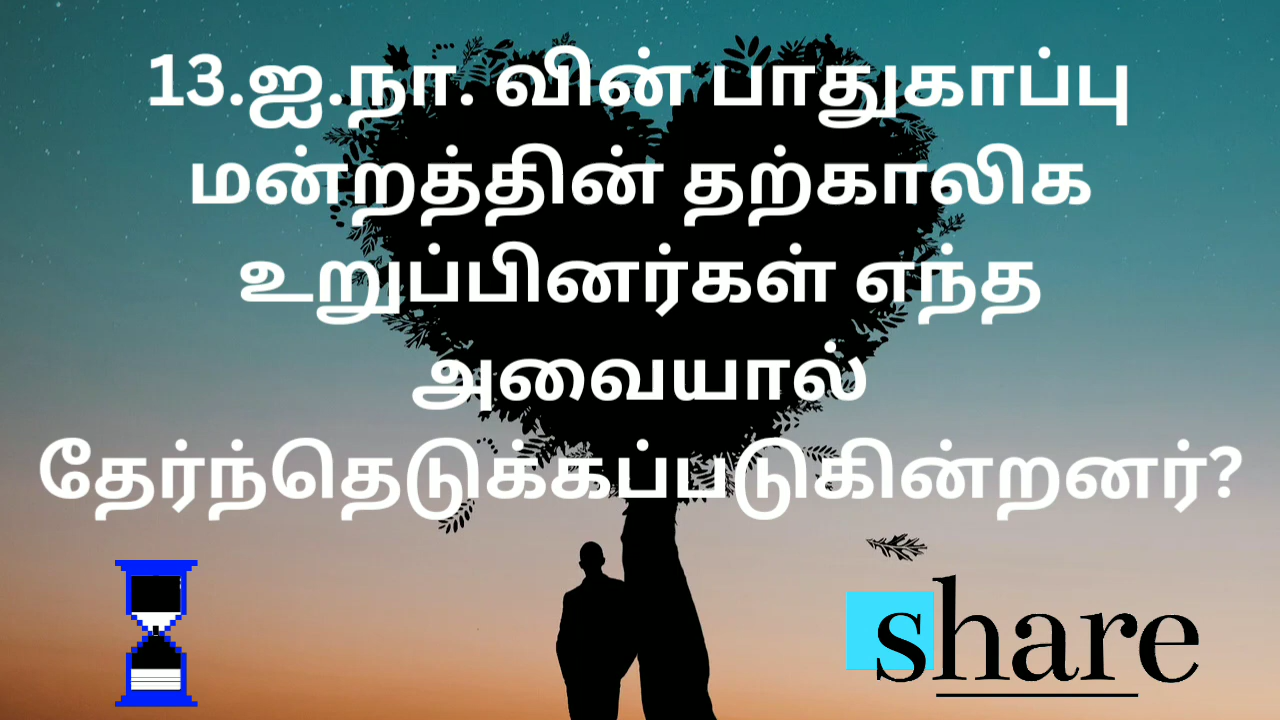 13.ஐ.நா. வின் பாதுகாப்பு
மன்றத்தின் தற்காலிக
உறுப்பினர்கள் எந்த
அவையால்
தேர்ந்தெடுக்கப்படுகின்றனர்?
share